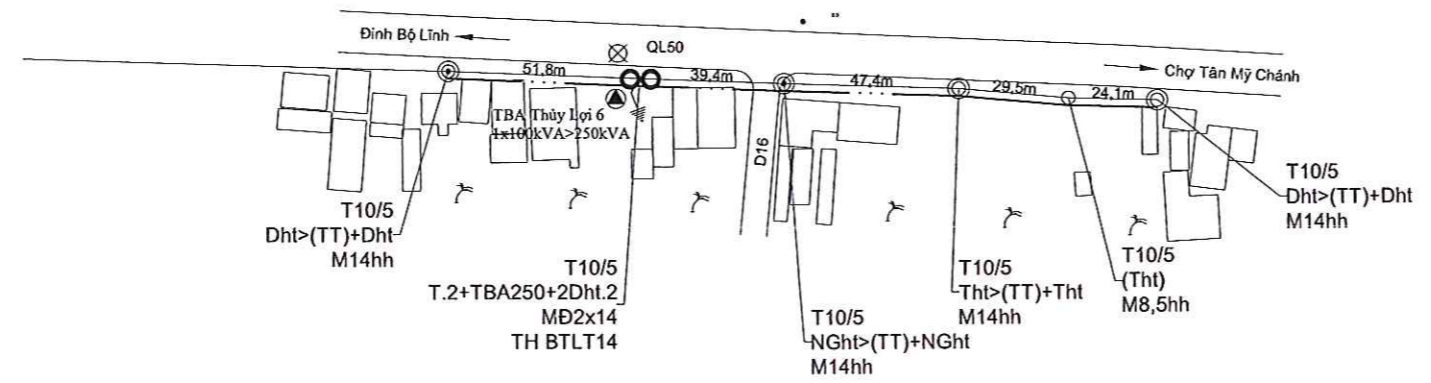 Đinh Bộ Lĩnh
QL50
Chợ Tân Mỹ Chánh
51,8m
39,4m
47,4m
29,5m
24,1m
TBA Thủy Lợi 6
1x100kVA>250kVA
D16
T10/5
Dht>(TT)+Dht
M14hh
T10/5
T.2+TBA250+2Dht.2
MĐ2x14
TH BTLT14
T10/5
NGht>(TT)+NGht
M14hh
T10/5
Tht>(TT)+Tht
M14hh
T10/5
(Tht)
M8,5hh
T10/5
Dht>(TT)+Dht
M14hh